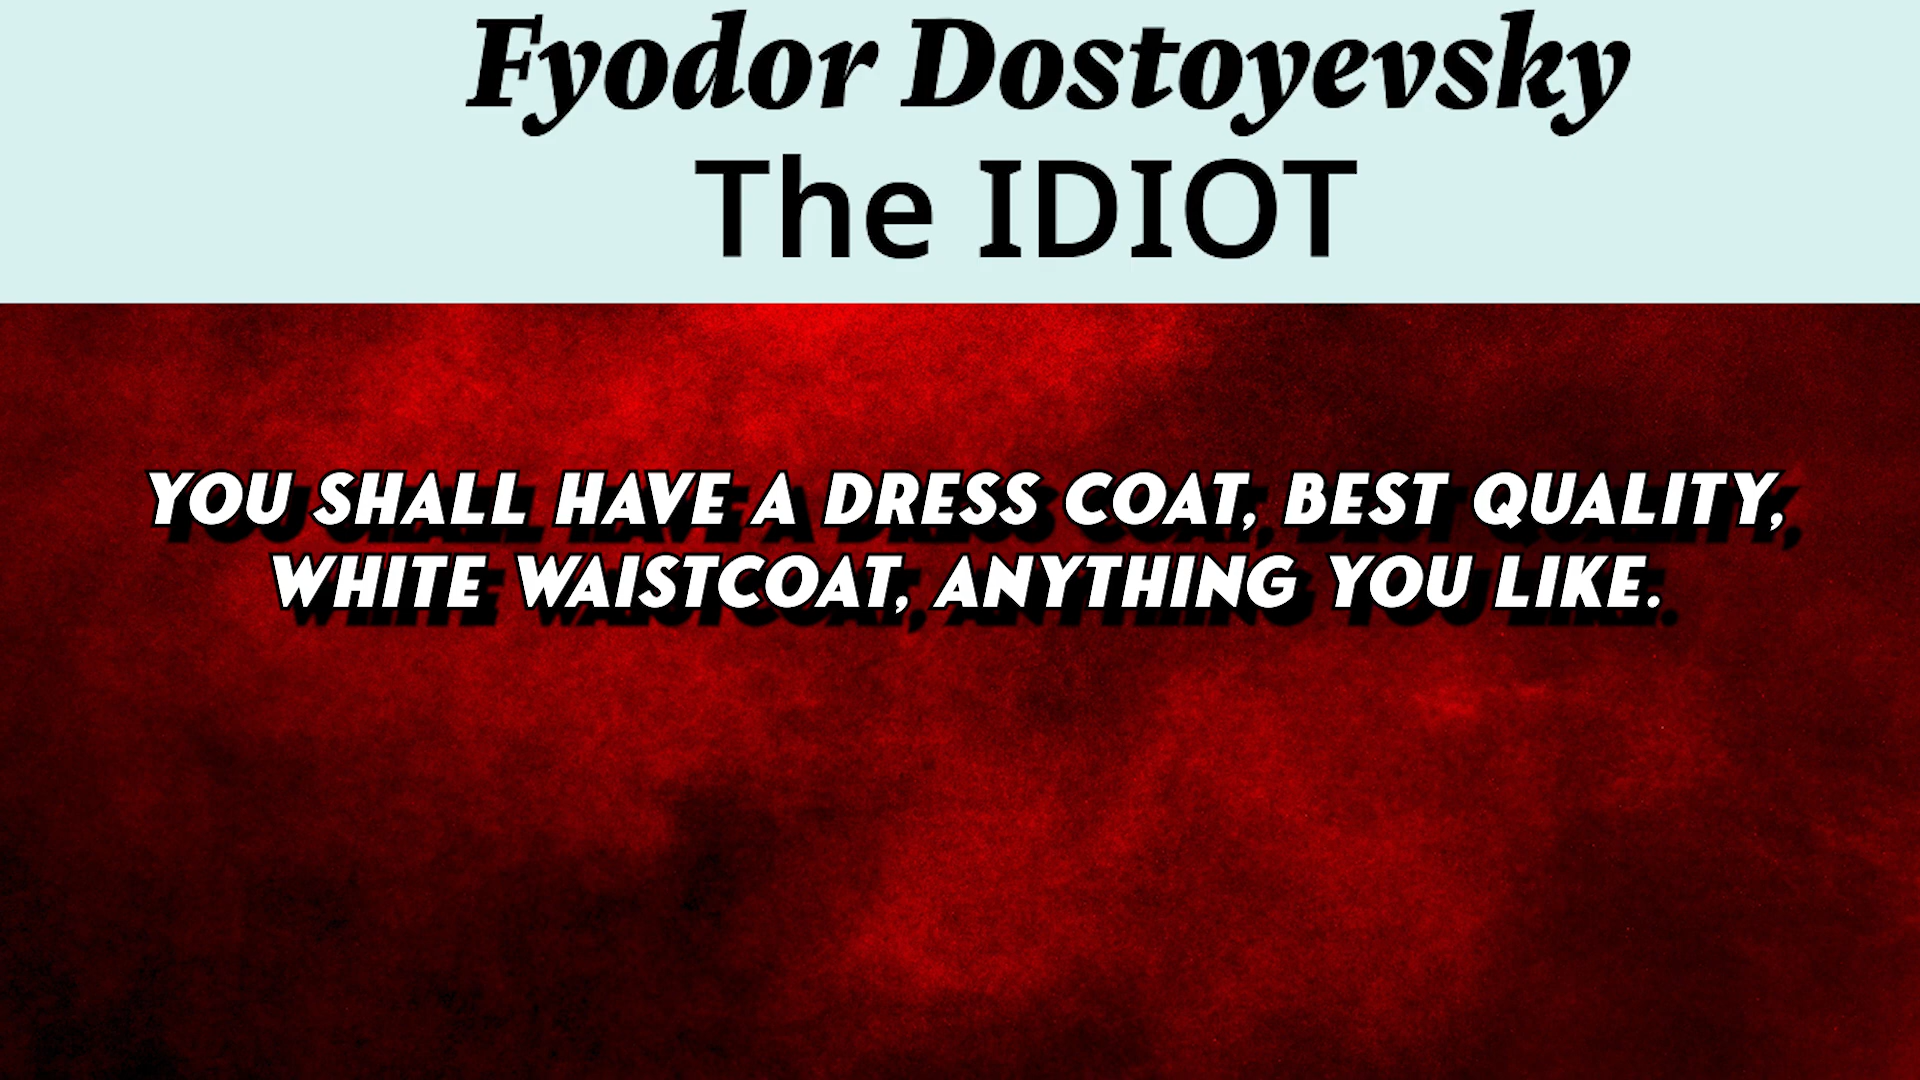 Fyodor Dostoyevsky
The IDIOT
YOU SHALL HAVE A DRESS COAT, BEST QUALITY,
WHITE WAISTCOAT, ANYTHING YOU LIKE.